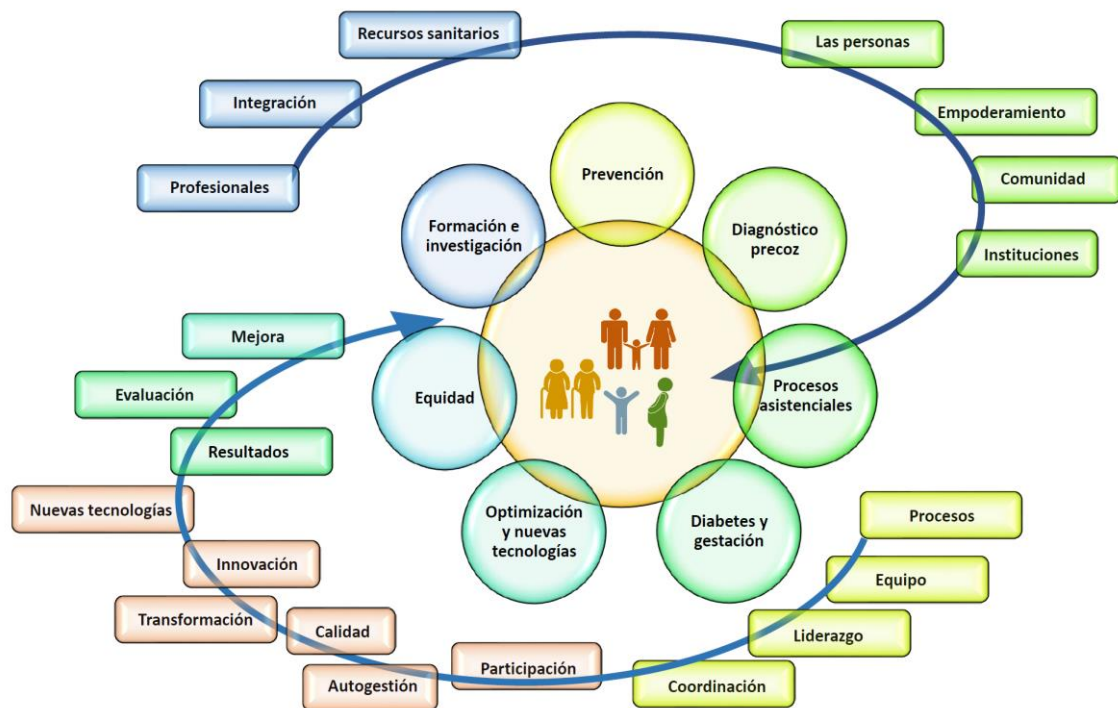 Recursos sanitarios
Las personas
Integración
Empoderamiento
Profesionales
Comunidad
Instituciones
Prevención
Formación e
investigación
Diagnóstico
precoz
Mejora
Equidad
Procesos
asistenciales
Evaluación
Resultados
Nuevas tecnologías
Optimización
y nuevas
tecnologías
Diabetes y
gestación
Procesos
Innovación
Equipo
Transformación
Calidad
Liderazgo
Autogestión
Participación
Coordinación